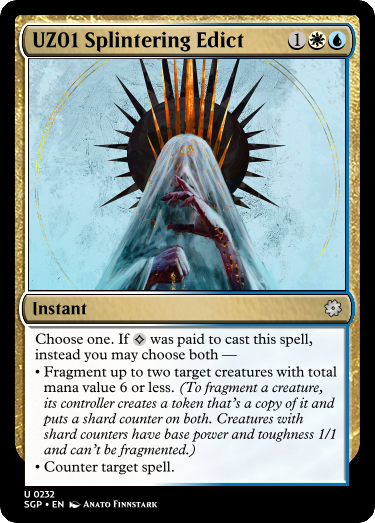 UZ01 Splintering Edict 1
Instant
Choose one. If was paid to cast this spell,
instead you may choose both —
• Fragment up to two target creatures with total
mana value 6 or less. (To fragment a creature,
its controller creates a token that's a copy of it and
puts a shard counter on both. Creatures with
shard counters have base power and toughness 1/1
and can't be fragmented.)
• Counter target spell.
U 0232
SGP • EN Anato Finnstark